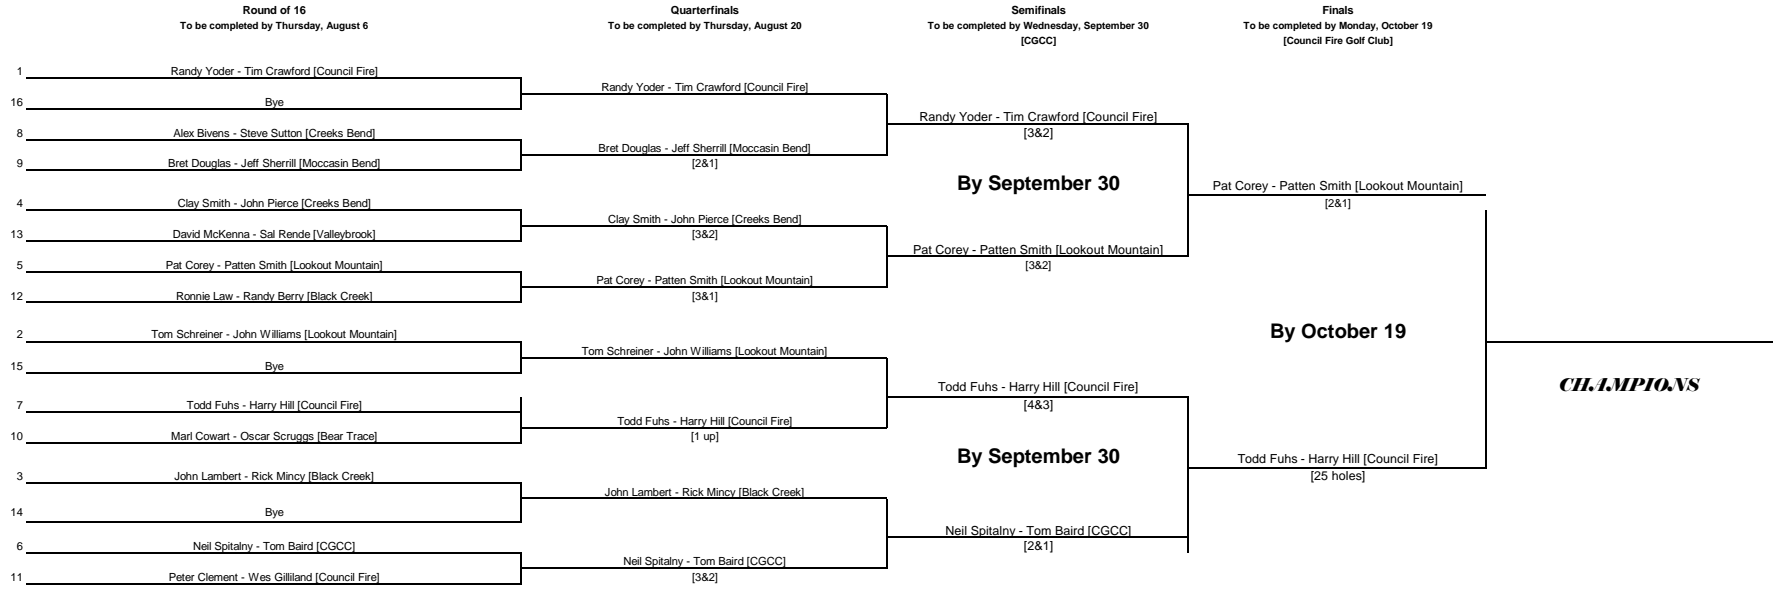 Round of 16
To be completed by Thursday, August 6
Quarterfinals
To be completed by Thursday, August 20
Semifinals
To be completed by Wednesday, September 30
[CGCC]
Finals
To be completed by Monday, October 19
[Council Fire Golf Club]
1 Randy Yoder - Tim Crawford [Council Fire]
16 Bye
8 Alex Bivens - Steve Sutton [Creeks Bend]
9 Bret Douglas - Jeff Sherrill [Moccasin Bend]
4 Clay Smith - John Pierce [Creeks Bend]
13 David McKenna - Sal Rende [Valleybrook]
5 Pat Corey - Patten Smith [Lookout Mountain]
12 Ronnie Law - Randy Berry [Black Creek]
2 Tom Schreiner - John Williams [Lookout Mountain]
15 Bye
7 Todd Fuhs - Harry Hill [Council Fire]
10 Marl Cowart - Oscar Scruggs [Bear Trace]
3 John Lambert - Rick Mincy [Black Creek]
14 Bye
6 Neil Spitalny - Tom Baird [CGCC]
11 Peter Clement - Wes Gilliland [Council Fire]
Randy Yoder - Tim Crawford [Council Fire]
Bret Douglas - Jeff Sherrill [Moccasin Bend]
[2&1]
Clay Smith - John Pierce [Creeks Bend]
[3&2]
Pat Corey - Patten Smith [Lookout Mountain]
[3&1]
Tom Schreiner - John Williams [Lookout Mountain]
Todd Fuhs - Harry Hill [Council Fire]
[1 up]
John Lambert - Rick Mincy [Black Creek]
Neil Spitalny - Tom Baird [CGCC]
[3&2]
Randy Yoder - Tim Crawford [Council Fire]
[3&2]
By September 30
Pat Corey - Patten Smith [Lookout Mountain]
[3&2]
Todd Fuhs - Harry Hill [Council Fire]
[4&3]
By September 30
Neil Spitalny - Tom Baird [CGCC]
[2&1]
Pat Corey - Patten Smith [Lookout Mountain]
[2&1]
By October 19
Todd Fuhs - Harry Hill [Council Fire]
[25 holes]
CHAMPIONS